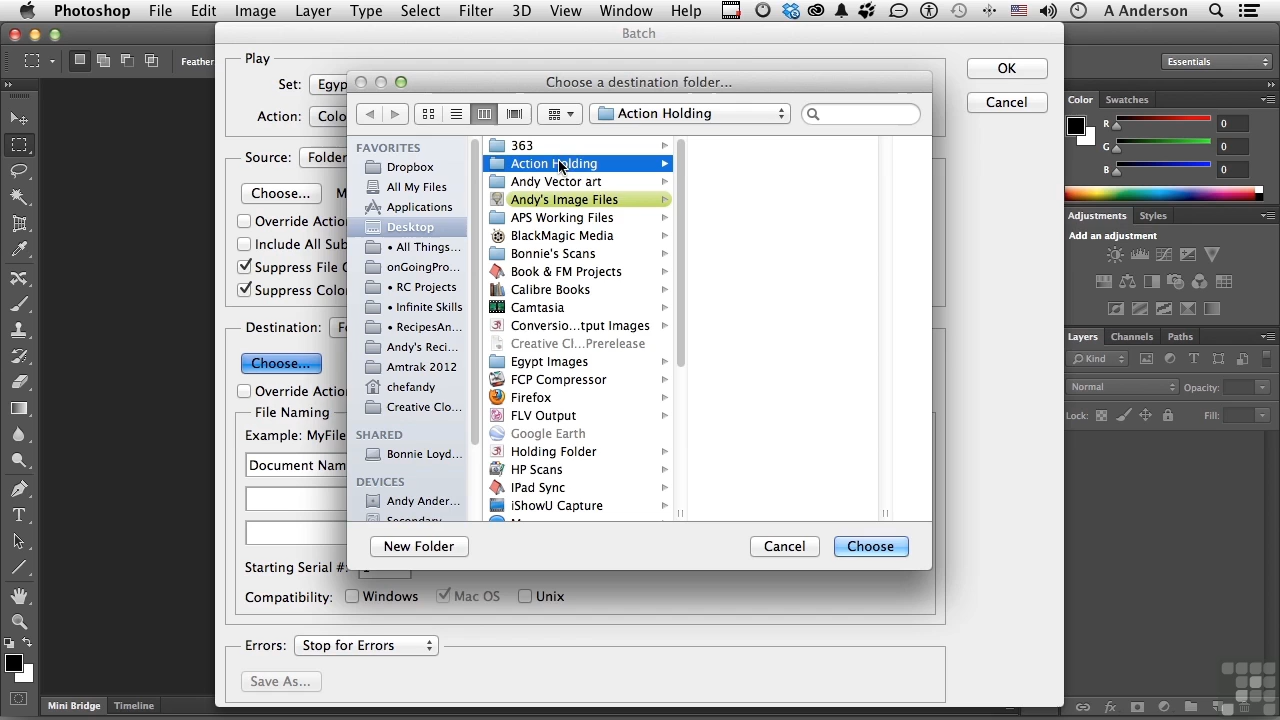 Photoshop File Edit Image Layer Type Select Filter 3D View Window Help A Anderson
Batch
Feather
Essentials
Play
Set: Egyp
Action: Colo
OK
Cancel
Source: Folder
Choose...
Override Actio
Include All Sub
Suppress File O
Suppress Color
Destination:
Choose...
Override Actio
File Naming
Example: MyFile
Document Nam
Starting Serial #:
Compatibility: Windows Mac OS Unix
Errors: Stop for Errors
Save As...
Choose a destination folder...
Action Holding
FAVORITES
Dropbox
All My Files
Applications
Desktop
• All Things...
onGoingPro...
• RC Projects
• Infinite Skills
• RecipesAn...
Andy's Reci...
Amtrak 2012
chefandy
Creative Clo...
SHARED
Bonnie Loyd...
DEVICES
Andy Ander...
Secondary
363
Action Holding
Andy Vector art
Andy's Image Files
APS Working Files
BlackMagic Media
Bonnie's Scans
Book & FM Projects
Calibre Books
Camtasia
Conversio...tput Images
Creative Cl...Prerelease
Egypt Images
FCP Compressor
Firefox
FLV Output
Google Earth
Holding Folder
HP Scans
IPad Sync
iShowU Capture
New Folder
Cancel
Choose
Color Swatches
R 0
G 0
B 0
Adjustments Styles
Add an adjustment
Layers Channels Paths
Kind
Normal Opacity:
Lock: Fill:
Mini Bridge Timeline